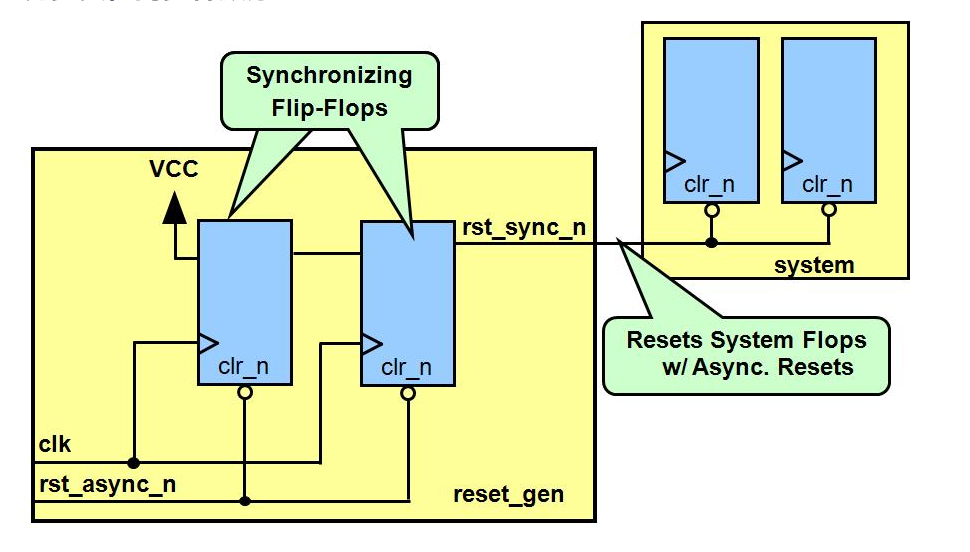 Synchronizing
Flip-Flops
VCC
clr_n
clr_n
rst_sync_n
clr_n
clr_n
system
Resets System Flops
w/ Async. Resets
clk
rst_async_n
reset_gen